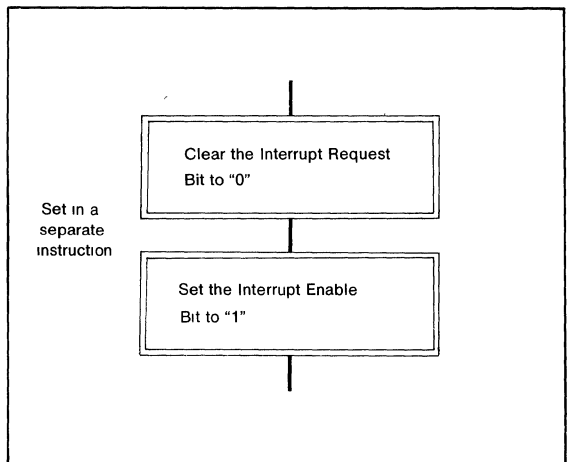 Clear the Interrupt Request
Bit to “0”
Set in a
separate
instruction
Set the Interrupt Enable
Bit to “1”